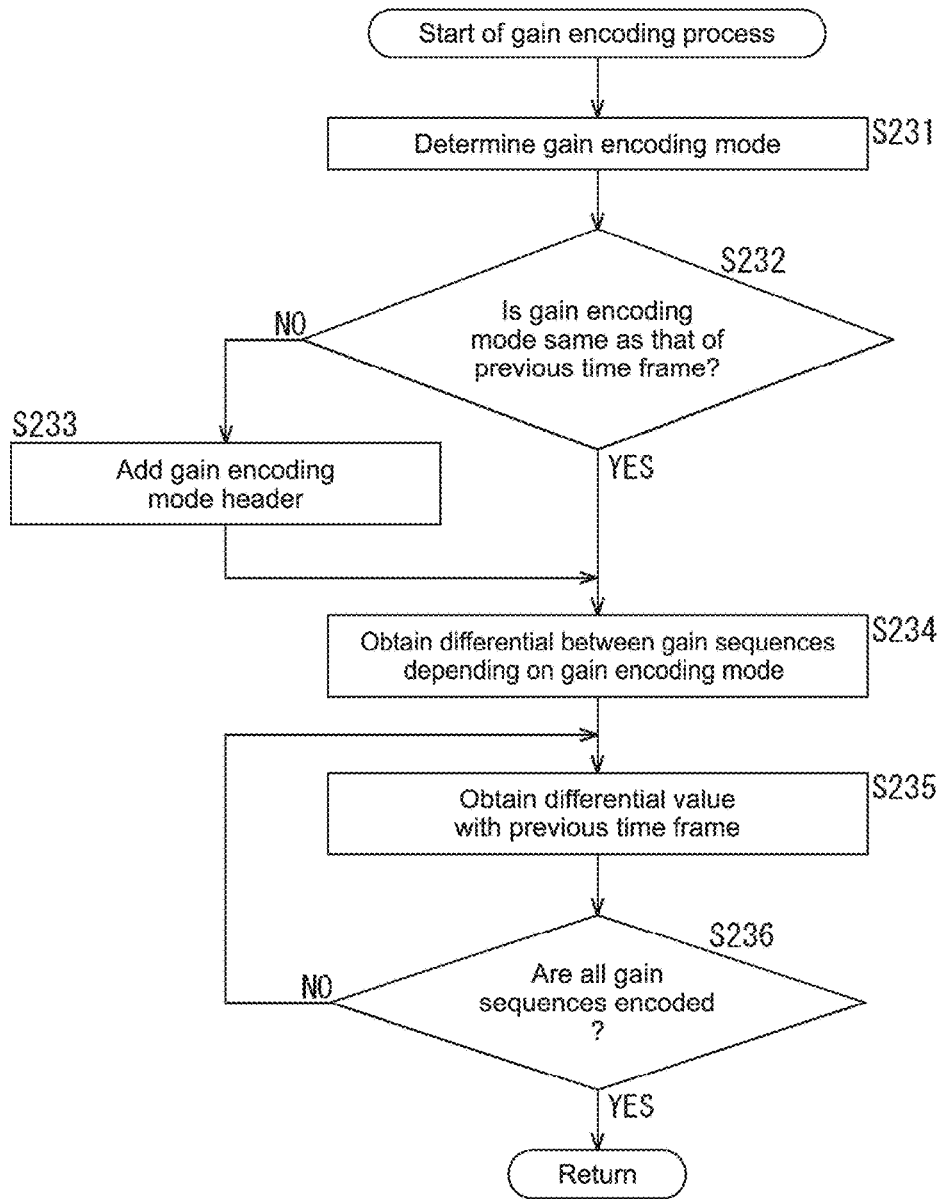 Start of gain encoding process
S231
Determine gain encoding mode
S232
Is gain encoding
mode same as that of
previous time frame?
NO
YES
S233
Add gain encoding
mode header
S234
Obtain differential between gain sequences
depending on gain encoding mode
S235
Obtain differential value
with previous time frame
S236
Are all gain
sequences encoded
?
NO
YES
Return